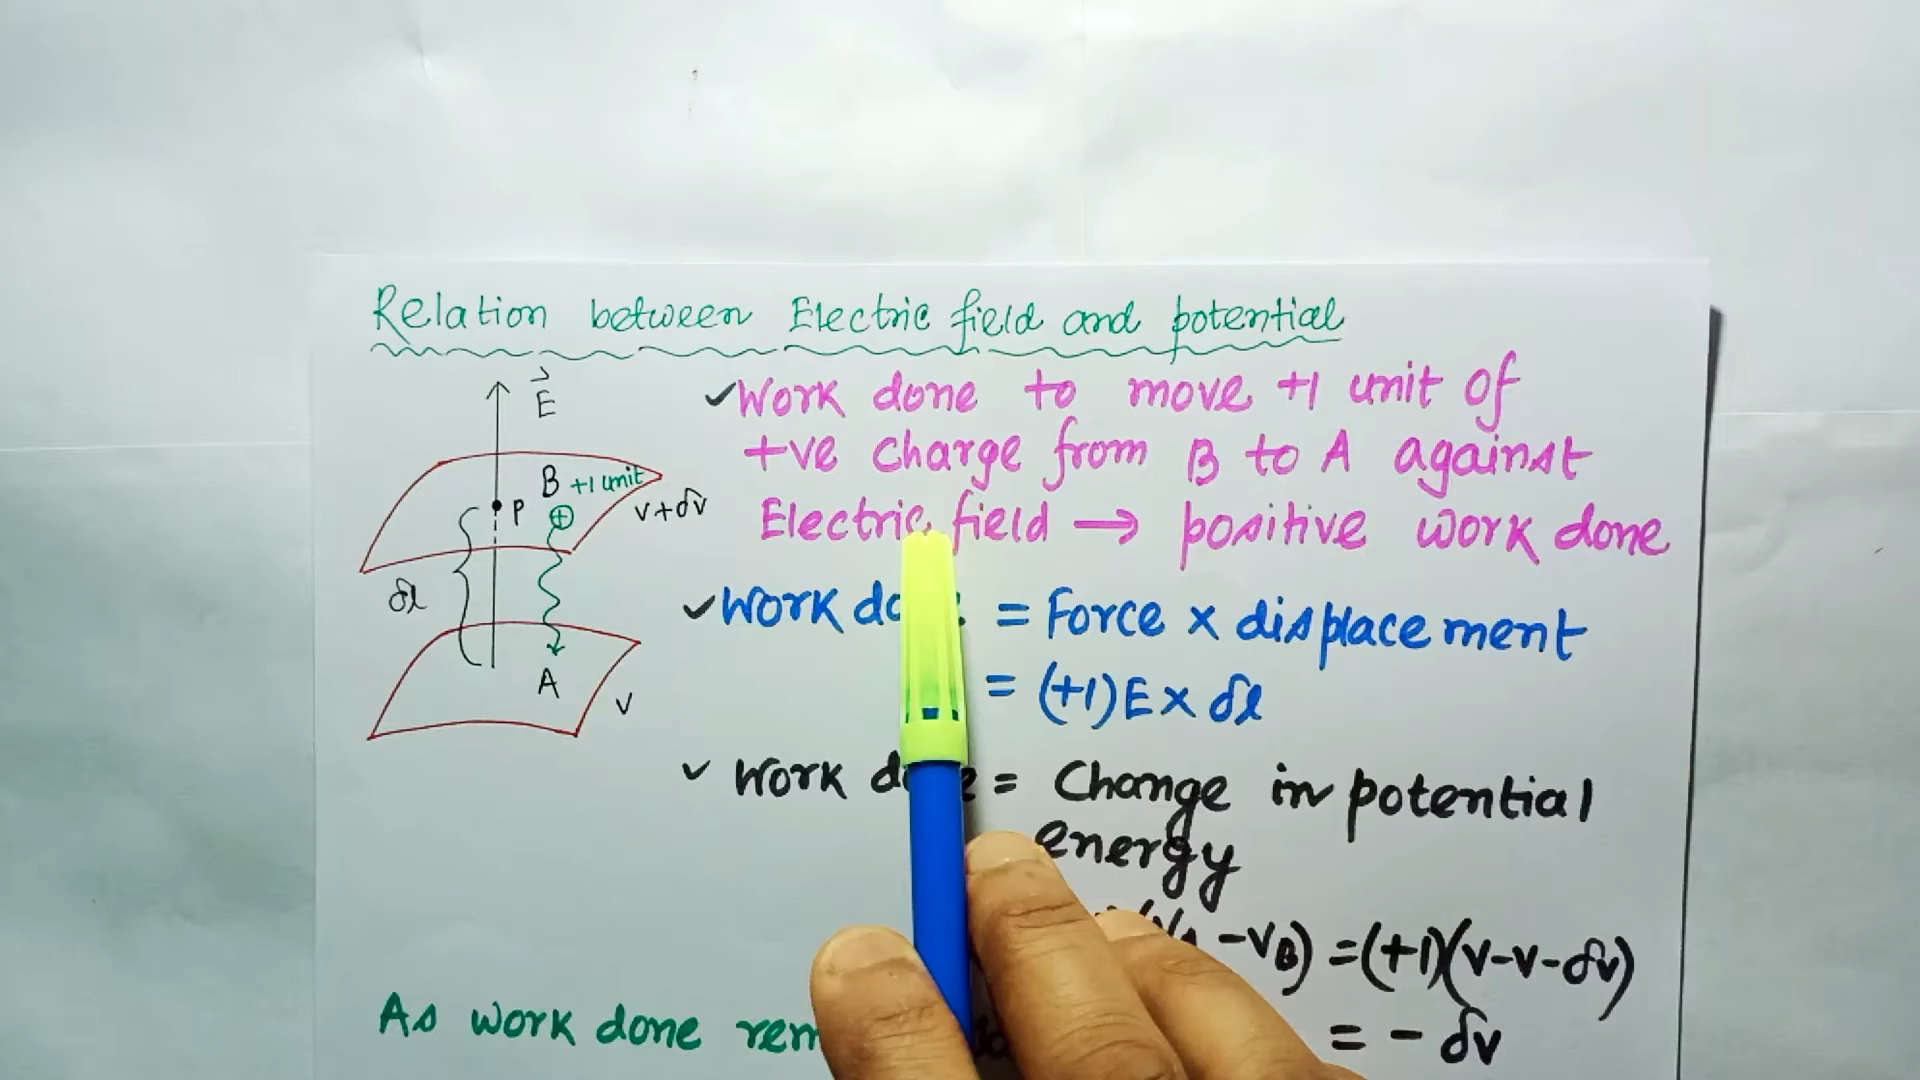 Relation between Electric field and potential
E
B +1 unit
P
+
v+δv
δl
A
v
✓Work done to move +1 unit of
+ve charge from B to A against
Electric field → positive work done
✓Work = Force × displacement
= (+1)E × δl
✓ Work = Change in potential
energy
-VB) = (+1)(v-v-δv)
= - δv
As work done